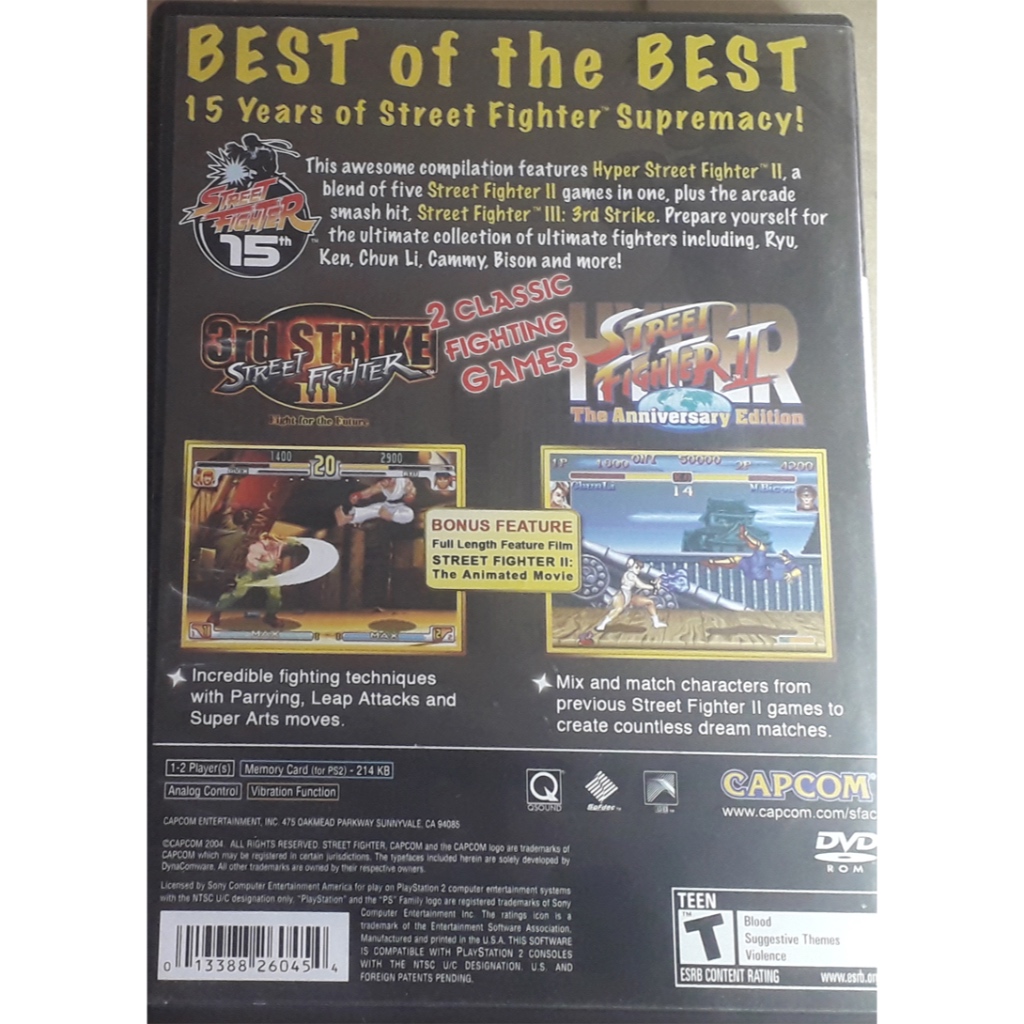 BEST of the BEST
15 Years of Street Fighter™ Supremacy!
STREET
FIGHTER
15th
This awesome compilation features Hyper Street Fighter™ II, a
blend of five Street Fighter II games in one, plus the arcade
smash hit, Street Fighter™ III: 3rd Strike. Prepare yourself for
the ultimate collection of ultimate fighters including, Ryu,
Ken, Chun Li, Cammy, Bison and more!
3rd STRIKE
STREET FIGHTER
III
Fight for the Future
2 CLASSIC
FIGHTING
GAMES
HYPER
STREET
FIGHTER II
The Anniversary Edition
1400 20 2900
MAX MAX
BONUS FEATURE
Full Length Feature Film
STREET FIGHTER II:
The Animated Movie
1P 1800 50000 2P 4200
ChunLi 14 M.Bison
Incredible fighting techniques
with Parrying, Leap Attacks and
Super Arts moves.
Mix and match characters from
previous Street Fighter II games to
create countless dream matches.
1-2 Player(s) Memory Card (for PS2) - 214 KB
Analog Control Vibration Function
QSOUND
CAPCOM®
www.capcom.com/sfac
DVD
ROM
CAPCOM ENTERTAINMENT, INC. 475 OAKMEAD PARKWAY SUNNYVALE, CA 94085
©CAPCOM 2004. ALL RIGHTS RESERVED. STREET FIGHTER, CAPCOM and the CAPCOM logo are trademarks of
CAPCOM which may be registered in certain jurisdictions. The typefaces included herein are solely developed by
DynaComware. All other trademarks are owned by their respective owners.
Licensed by Sony Computer Entertainment America for play on PlayStation 2 computer entertainment systems
with the NTSC U/C designation only. "PlayStation" and the "PS" Family logo are registered trademarks of Sony
Computer Entertainment Inc. The ratings icon is a
trademark of the Entertainment Software Association.
Manufactured and printed in the U.S.A. THIS SOFTWARE
IS COMPATIBLE WITH PLAYSTATION 2 CONSOLES
WITH THE NTSC U/C DESIGNATION. U.S. AND
FOREIGN PATENTS PENDING.
0 13388 26045 4
TEEN
T
Blood
Suggestive Themes
Violence
ESRB CONTENT RATING www.esrb.or